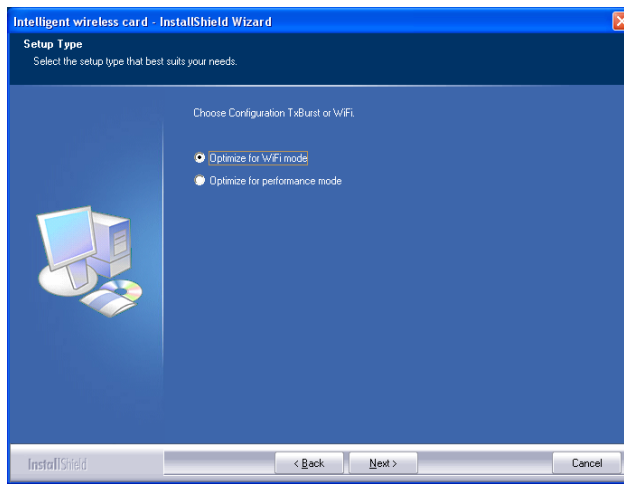 Intelligent wireless card - InstallShield Wizard
Setup Type
Select the setup type that best suits your needs.
Choose Configuration TxBurst or WiFi.
Optimize for WiFi mode
Optimize for performance mode
InstallShield
< Back
Next >
Cancel